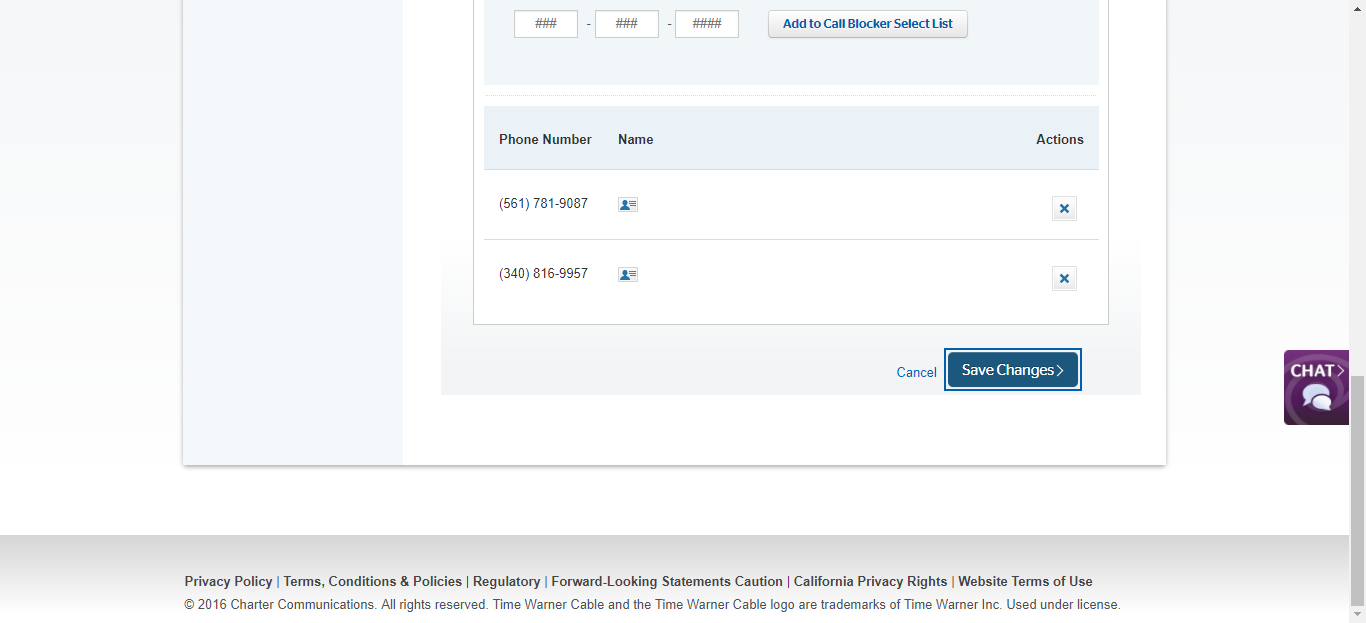 ### - ### - #### Add to Call Blocker Select List
Phone Number Name Actions
(561) 781-9087
(340) 816-9957
Cancel Save Changes
CHAT
Privacy Policy | Terms, Conditions & Policies | Regulatory | Forward-Looking Statements Caution | California Privacy Rights | Website Terms of Use
© 2016 Charter Communications. All rights reserved. Time Warner Cable and the Time Warner Cable logo are trademarks of Time Warner Inc. Used under license.